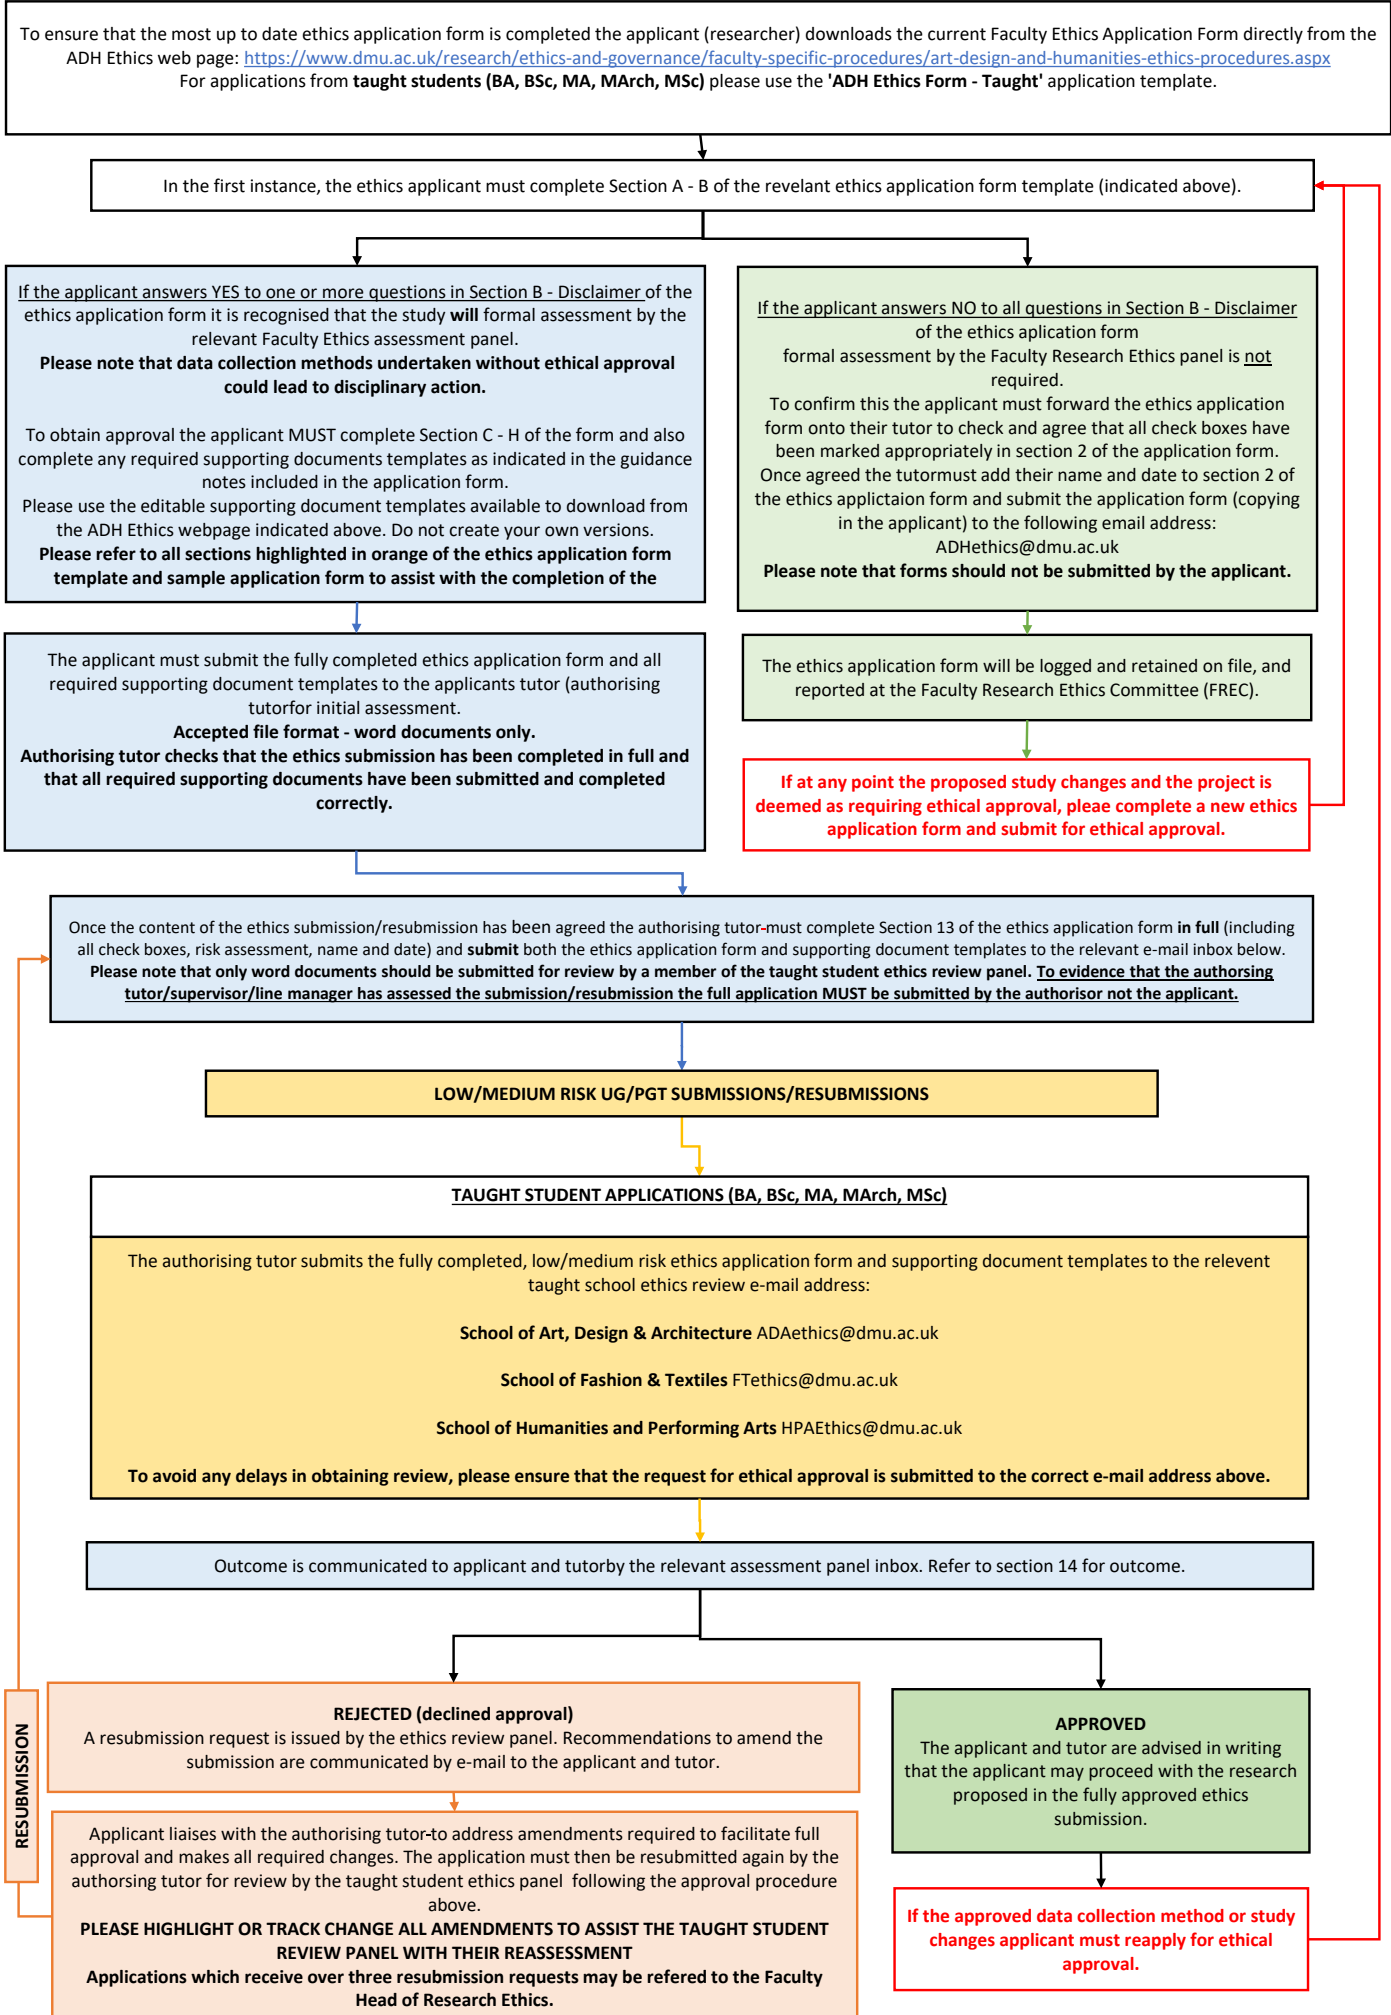 To ensure that the most up to date ethics application form is completed the applicant (researcher) downloads the current Faculty Ethics Application Form directly from the
ADH Ethics web page: https://www.dmu.ac.uk/research/ethics-and-governance/faculty-specific-procedures/art-design-and-humanities-ethics-procedures.aspx
For applications from taught students (BA, BSc, MA, MArch, MSc) please use the 'ADH Ethics Form - Taught' application template.
In the first instance, the ethics applicant must complete Section A - B of the revelant ethics application form template (indicated above).
If the applicant answers YES to one or more questions in Section B - Disclaimer of the
ethics application form it is recognised that the study will formal assessment by the
relevant Faculty Ethics assessment panel.
Please note that data collection methods undertaken without ethical approval
could lead to disciplinary action.
To obtain approval the applicant MUST complete Section C - H of the form and also
complete any required supporting documents templates as indicated in the guidance
notes included in the application form.
Please use the editable supporting document templates available to download from
the ADH Ethics webpage indicated above. Do not create your own versions.
Please refer to all sections highlighted in orange of the ethics application form
template and sample application form to assist with the completion of the
If the applicant answers NO to all questions in Section B - Disclaimer
of the ethics aplication form
formal assessment by the Faculty Research Ethics panel is not
required.
To confirm this the applicant must forward the ethics application
form onto their tutor to check and agree that all check boxes have
been marked appropriately in section 2 of the application form.
Once agreed the tutormust add their name and date to section 2 of
the ethics applictaion form and submit the application form (copying
in the applicant) to the following email address:
ADHethics@dmu.ac.uk
Please note that forms should not be submitted by the applicant.
The applicant must submit the fully completed ethics application form and all
required supporting document templates to the applicants tutor (authorising
tutorfor initial assessment.
Accepted file format - word documents only.
Authorising tutor checks that the ethics submission has been completed in full and
that all required supporting documents have been submitted and completed
correctly.
The ethics application form will be logged and retained on file, and
reported at the Faculty Research Ethics Committee (FREC).
If at any point the proposed study changes and the project is
deemed as requiring ethical approval, pleae complete a new ethics
application form and submit for ethical approval.
Once the content of the ethics submission/resubmission has been agreed the authorising tutor-must complete Section 13 of the ethics application form in full (including
all check boxes, risk assessment, name and date) and submit both the ethics application form and supporting document templates to the relevant e-mail inbox below.
Please note that only word documents should be submitted for review by a member of the taught student ethics review panel. To evidence that the authorsing
tutor/supervisor/line manager has assessed the submission/resubmission the full application MUST be submitted by the authorisor not the applicant.
LOW/MEDIUM RISK UG/PGT SUBMISSIONS/RESUBMISSIONS
TAUGHT STUDENT APPLICATIONS (BA, BSc, MA, MArch, MSc)
The authorising tutor submits the fully completed, low/medium risk ethics application form and supporting document templates to the relevent
taught school ethics review e-mail address:
School of Art, Design & Architecture ADAethics@dmu.ac.uk
School of Fashion & Textiles FTethics@dmu.ac.uk
School of Humanities and Performing Arts HPAEthics@dmu.ac.uk
To avoid any delays in obtaining review, please ensure that the request for ethical approval is submitted to the correct e-mail address above.
Outcome is communicated to applicant and tutorby the relevant assessment panel inbox. Refer to section 14 for outcome.
RESUBMISSION
REJECTED (declined approval)
A resubmission request is issued by the ethics review panel. Recommendations to amend the
submission are communicated by e-mail to the applicant and tutor.
Applicant liaises with the authorising tutor-to address amendments required to facilitate full
approval and makes all required changes. The application must then be resubmitted again by the
authorsing tutor for review by the taught student ethics panel following the approval procedure
above.
PLEASE HIGHLIGHT OR TRACK CHANGE ALL AMENDMENTS TO ASSIST THE TAUGHT STUDENT
REVIEW PANEL WITH THEIR REASSESSMENT
Applications which receive over three resubmission requests may be refered to the Faculty
Head of Research Ethics.
APPROVED
The applicant and tutor are advised in writing
that the applicant may proceed with the research
proposed in the fully approved ethics
submission.
If the approved data collection method or study
changes applicant must reapply for ethical
approval.